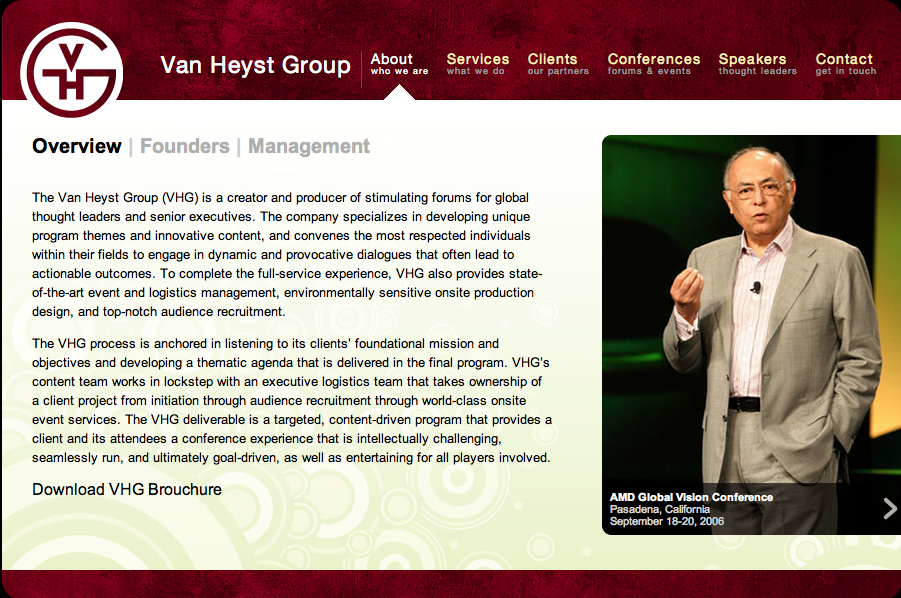 VHG
Van Heyst Group
About
who we are
Services
what we do
Clients
our partners
Conferences
forums & events
Speakers
thought leaders
Contact
get in touch
Overview | Founders | Management
The Van Heyst Group (VHG) is a creator and producer of stimulating forums for global
thought leaders and senior executives. The company specializes in developing unique
program themes and innovative content, and convenes the most respected individuals
within their fields to engage in dynamic and provocative dialogues that often lead to
actionable outcomes. To complete the full-service experience, VHG also provides state-
of-the-art event and logistics management, environmentally sensitive onsite production
design, and top-notch audience recruitment.
The VHG process is anchored in listening to its clients' foundational mission and
objectives and developing a thematic agenda that is delivered in the final program. VHG's
content team works in lockstep with an executive logistics team that takes ownership of
a client project from initiation through audience recruitment through world-class onsite
event services. The VHG deliverable is a targeted, content-driven program that provides a
client and its attendees a conference experience that is intellectually challenging,
seamlessly run, and ultimately goal-driven, as well as entertaining for all players involved.
Download VHG Brouchure
AMD Global Vision Conference
Pasadena, California
September 18-20, 2006